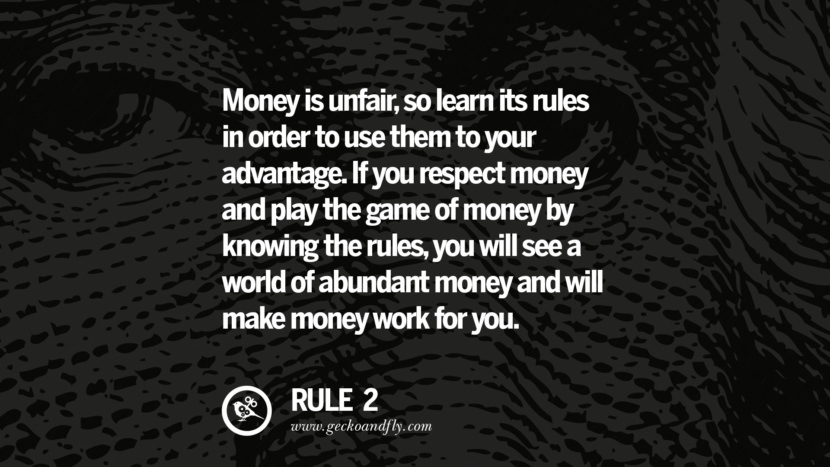 Money is unfair, so learn its rules
in order to use them to your
advantage. If you respect money
and play the game of money by
knowing the rules, you will see a
world of abundant money and will
make money work for you.
RULE 2
www.geckoandfly.com